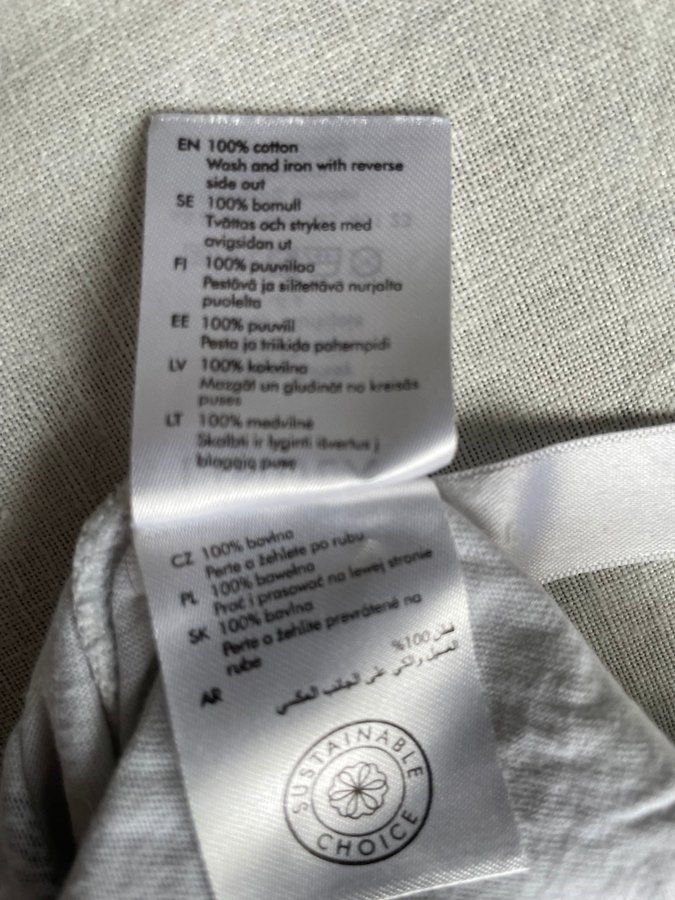 EN 100% cotton
Wash and iron with reverse
side out
SE 100% bomull
Tvättas och strykes med
avigsidan ut
FI 100% puuvillaa
Pestävä ja silitettävä nurjalta
puolelta
EE 100% puuvill
Pesta ja triikida pahempidi
LV 100% kokvilna
Mazgāt un gludināt no kreisās
puses
LT 100% medvilnė
Skalbti ir lyginti išvertus į
blogąją pusę
CZ 100% bavlna
Perte a žehlete po rubu
PL 100% bawełna
Prać i prasować na lewej stronie
SK 100% bavlna
Perte a žehlite prevrátené na
rube
AR قطن 100%
الغسيل والكي على الجانب العكسي
SUSTAINABLE
CHOICE